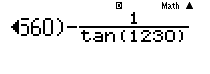 D Math ▲
◀560)-1/tan(1230)